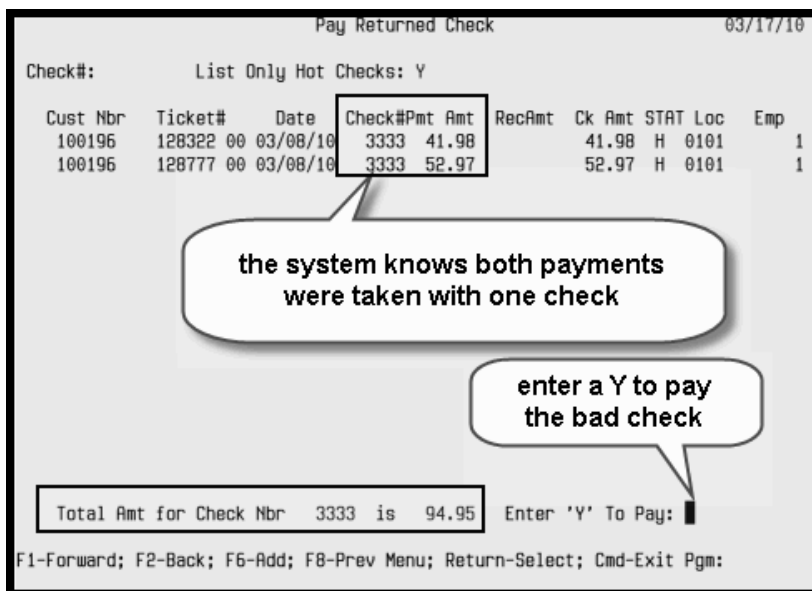 Pay Returned Check 03/17/10
Check#: List Only Hot Checks: Y
Cust Nbr Ticket# Date Check#Pmt Amt RecAmt Ck Amt STAT Loc Emp
100196 128322 00 03/08/10 3333 41.98 41.98 H 0101 1
100196 128777 00 03/08/10 3333 52.97 52.97 H 0101 1
the system knows both payments
were taken with one check
enter a Y to pay
the bad check
Total Amt for Check Nbr 3333 is 94.95 Enter 'Y' To Pay:
F1-Forward; F2-Back; F6-Add; F8-Prev Menu; Return-Select; Cmd-Exit Pgm: